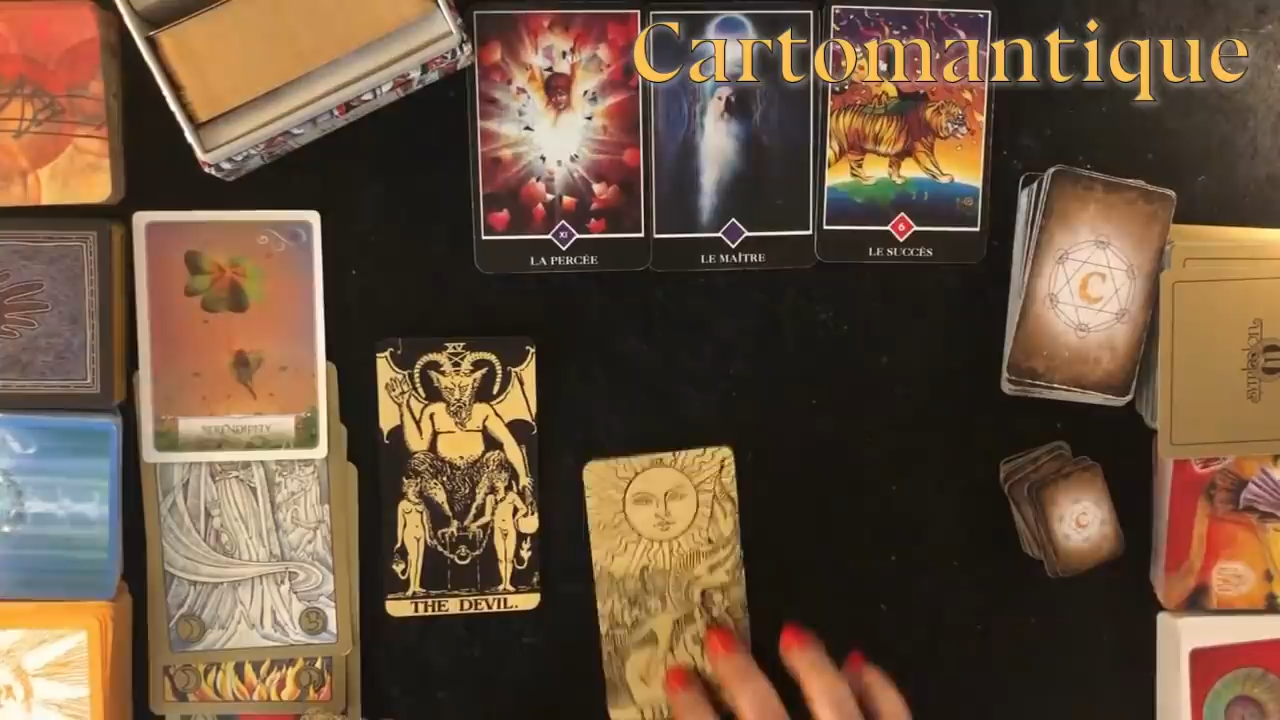 Cartomantique
XI
LA PERCÉE
LE MAÎTRE
6
LE SUCCÈS
C
SERENDIPITY
XV
THE DEVIL.
C